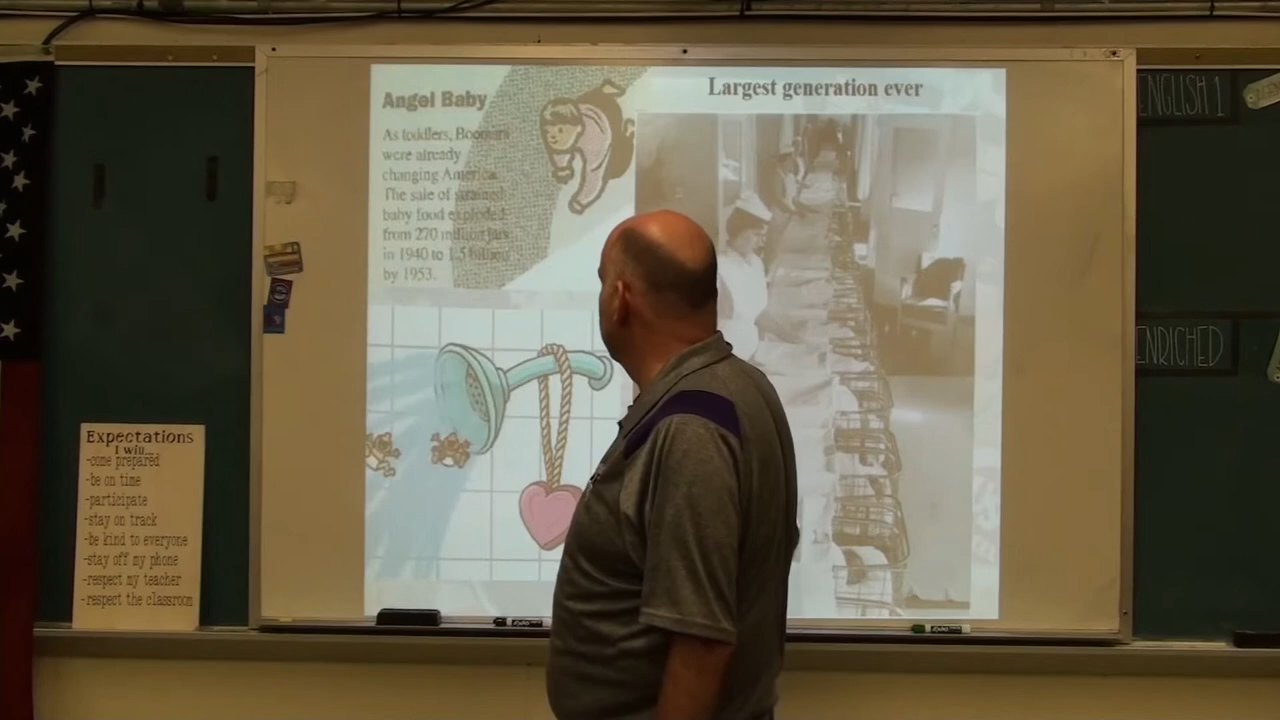 Angel Baby
As toddlers, Boomers
were already
changing America.
The sale of strained
baby food exploded
from 270 million jars
in 1940 to 1.5 billion
by 1953.
Largest generation ever
Expectations
I will...
-come prepared
-be on time
-participate
-stay on track
-be kind to everyone
-stay off my phone
-respect my teacher
-respect the classroom
ENGLISH 1
ENRICHED
EXPO